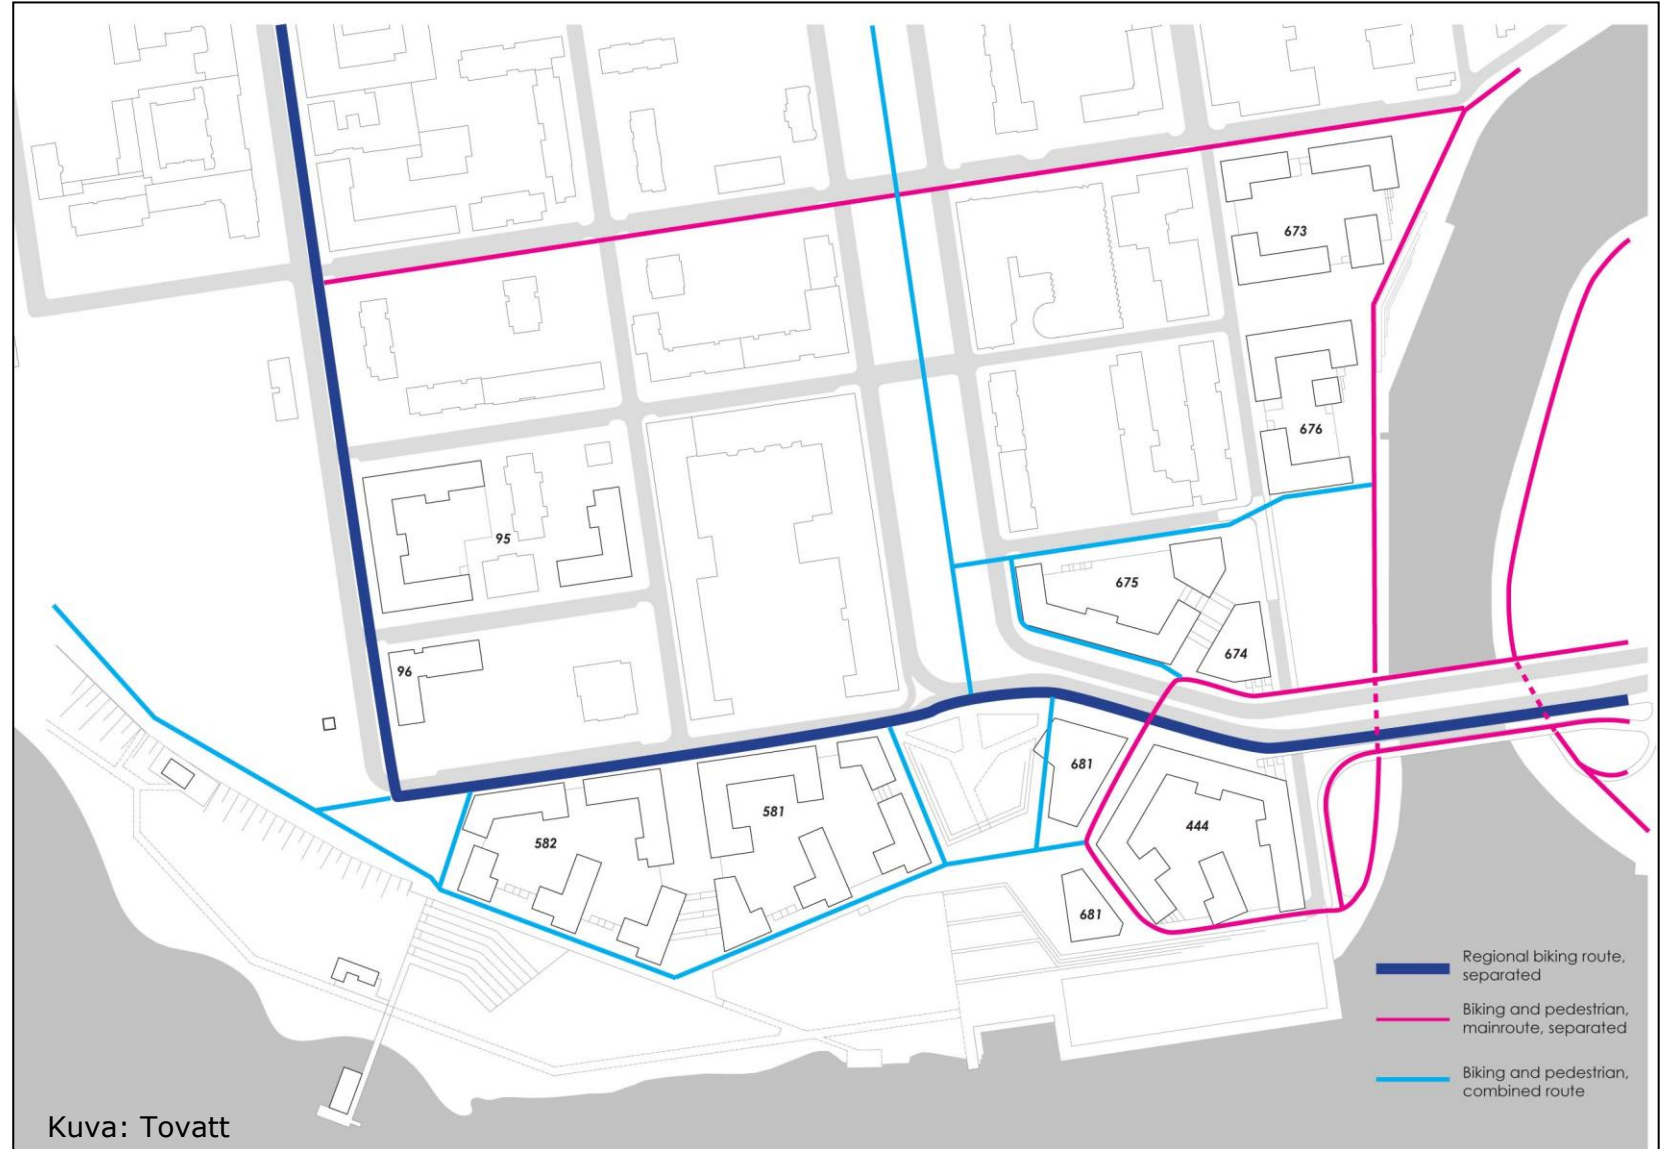 673
676
95
675
674
96
681
581
444
582
681
Regional biking route,
separated
Biking and pedestrian,
mainroute, separated
Biking and pedestrian,
combined route
Kuva: Tovatt